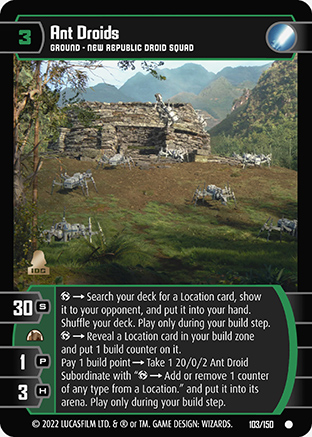 3 Ant Droids
GROUND - NEW REPUBLIC DROID SQUAD
IDS
30 S
1 P
3 H
→ Search your deck for a Location card, show
it to your opponent, and put it into your hand.
Shuffle your deck. Play only during your build step.
→ Reveal a Location card in your build zone
and put 1 build counter on it.
Pay 1 build point → Take 1 20/0/2 Ant Droid
Subordinate with “ → Add or remove 1 counter
of any type from a Location.” and put it into its
arena. Play only during your build step.
© 2022 LUCASFILM LTD. & ® or TM. GAME DESIGN: WIZARDS. 103/150